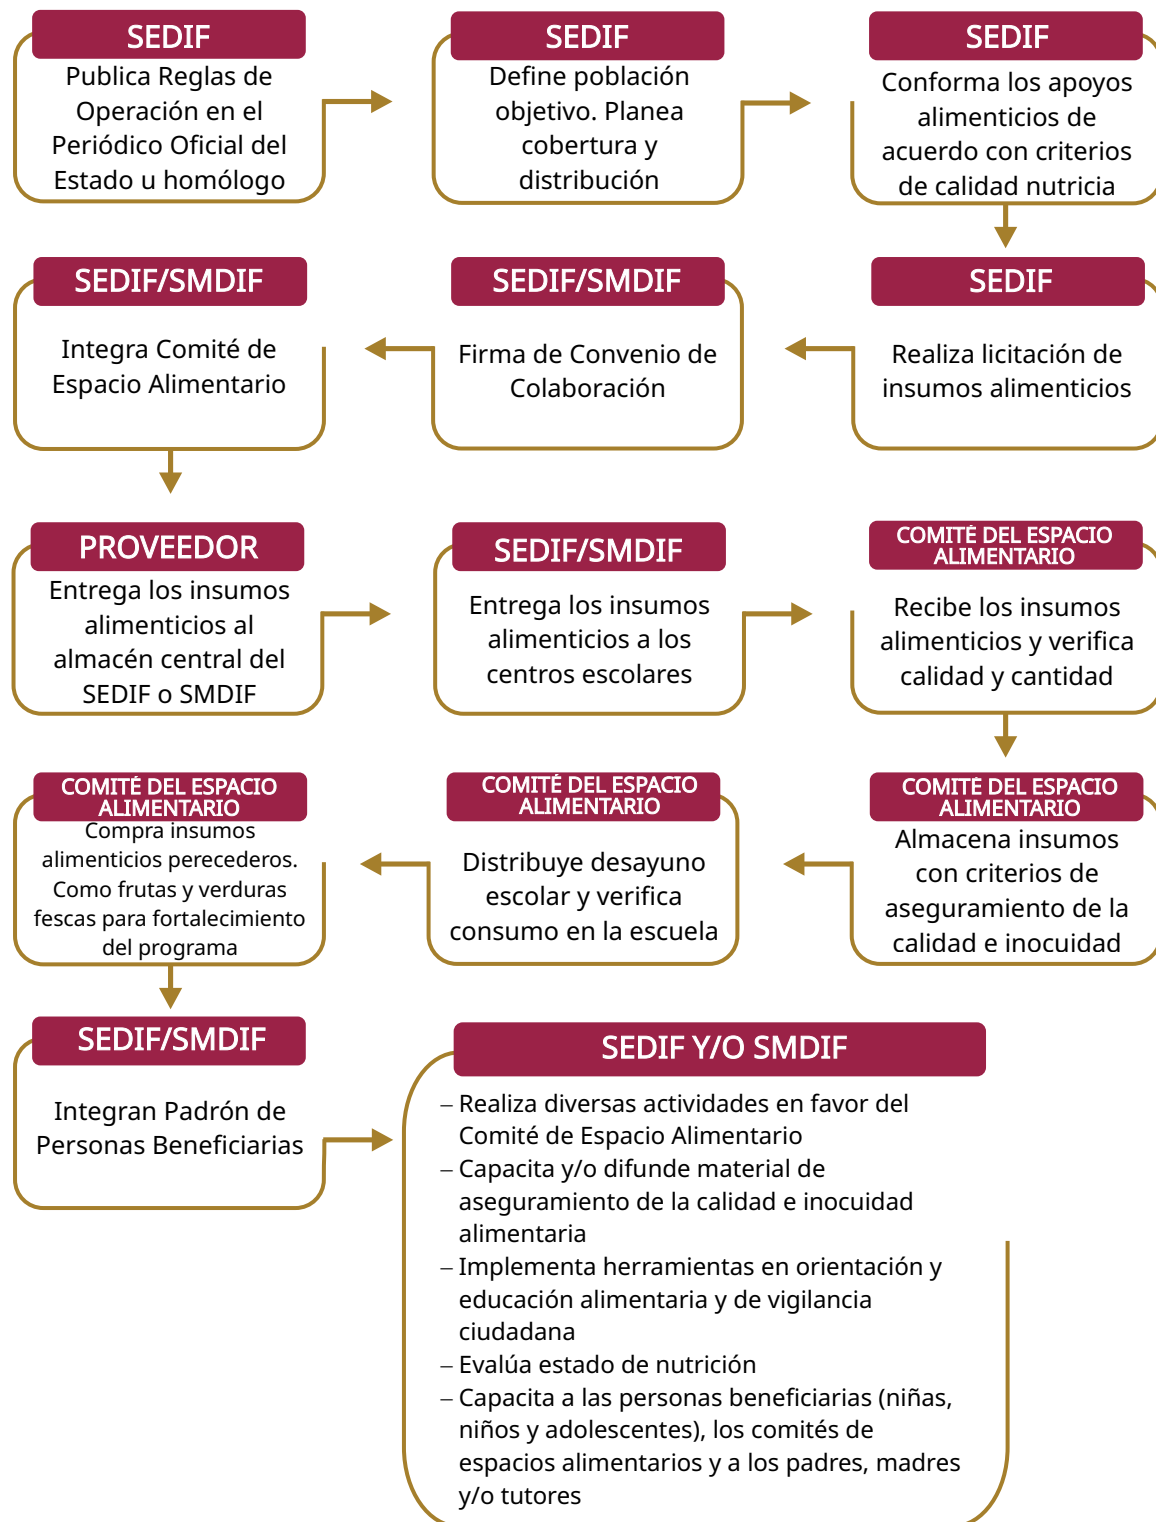 SEDIF
Publica Reglas de
Operación en el
Periódico Oficial del
Estado u homólogo
SEDIF
Define población
objetivo. Planea
cobertura y
distribución
SEDIF
Conforma los apoyos
alimenticios de
acuerdo con criterios
de calidad nutricia
SEDIF
Realiza licitación de
insumos alimenticios
SEDIF/SMDIF
Firma de Convenio de
Colaboración
SEDIF/SMDIF
Integra Comité de
Espacio Alimentario
PROVEEDOR
Entrega los insumos
alimenticios al
almacén central del
SEDIF o SMDIF
SEDIF/SMDIF
Entrega los insumos
alimenticios a los
centros escolares
COMITÉ DEL ESPACIO
ALIMENTARIO
Recibe los insumos
alimenticios y verifica
calidad y cantidad
COMITÉ DEL ESPACIO
ALIMENTARIO
Almacena insumos
con criterios de
aseguramiento de la
calidad e inocuidad
COMITÉ DEL ESPACIO
ALIMENTARIO
Distribuye desayuno
escolar y verifica
consumo en la escuela
COMITÉ DEL ESPACIO
ALIMENTARIO
Compra insumos
alimenticios perecederos.
Como frutas y verduras
fescas para fortalecimiento
del programa
SEDIF/SMDIF
Integran Padrón de
Personas Beneficiarias
SEDIF Y/O SMDIF
– Realiza diversas actividades en favor del
Comité de Espacio Alimentario
– Capacita y/o difunde material de
aseguramiento de la calidad e inocuidad
alimentaria
– Implementa herramientas en orientación y
educación alimentaria y de vigilancia
ciudadana
– Evalúa estado de nutrición
– Capacita a las personas beneficiarias (niñas,
niños y adolescentes), los comités de
espacios alimentarios y a los padres, madres
y/o tutores